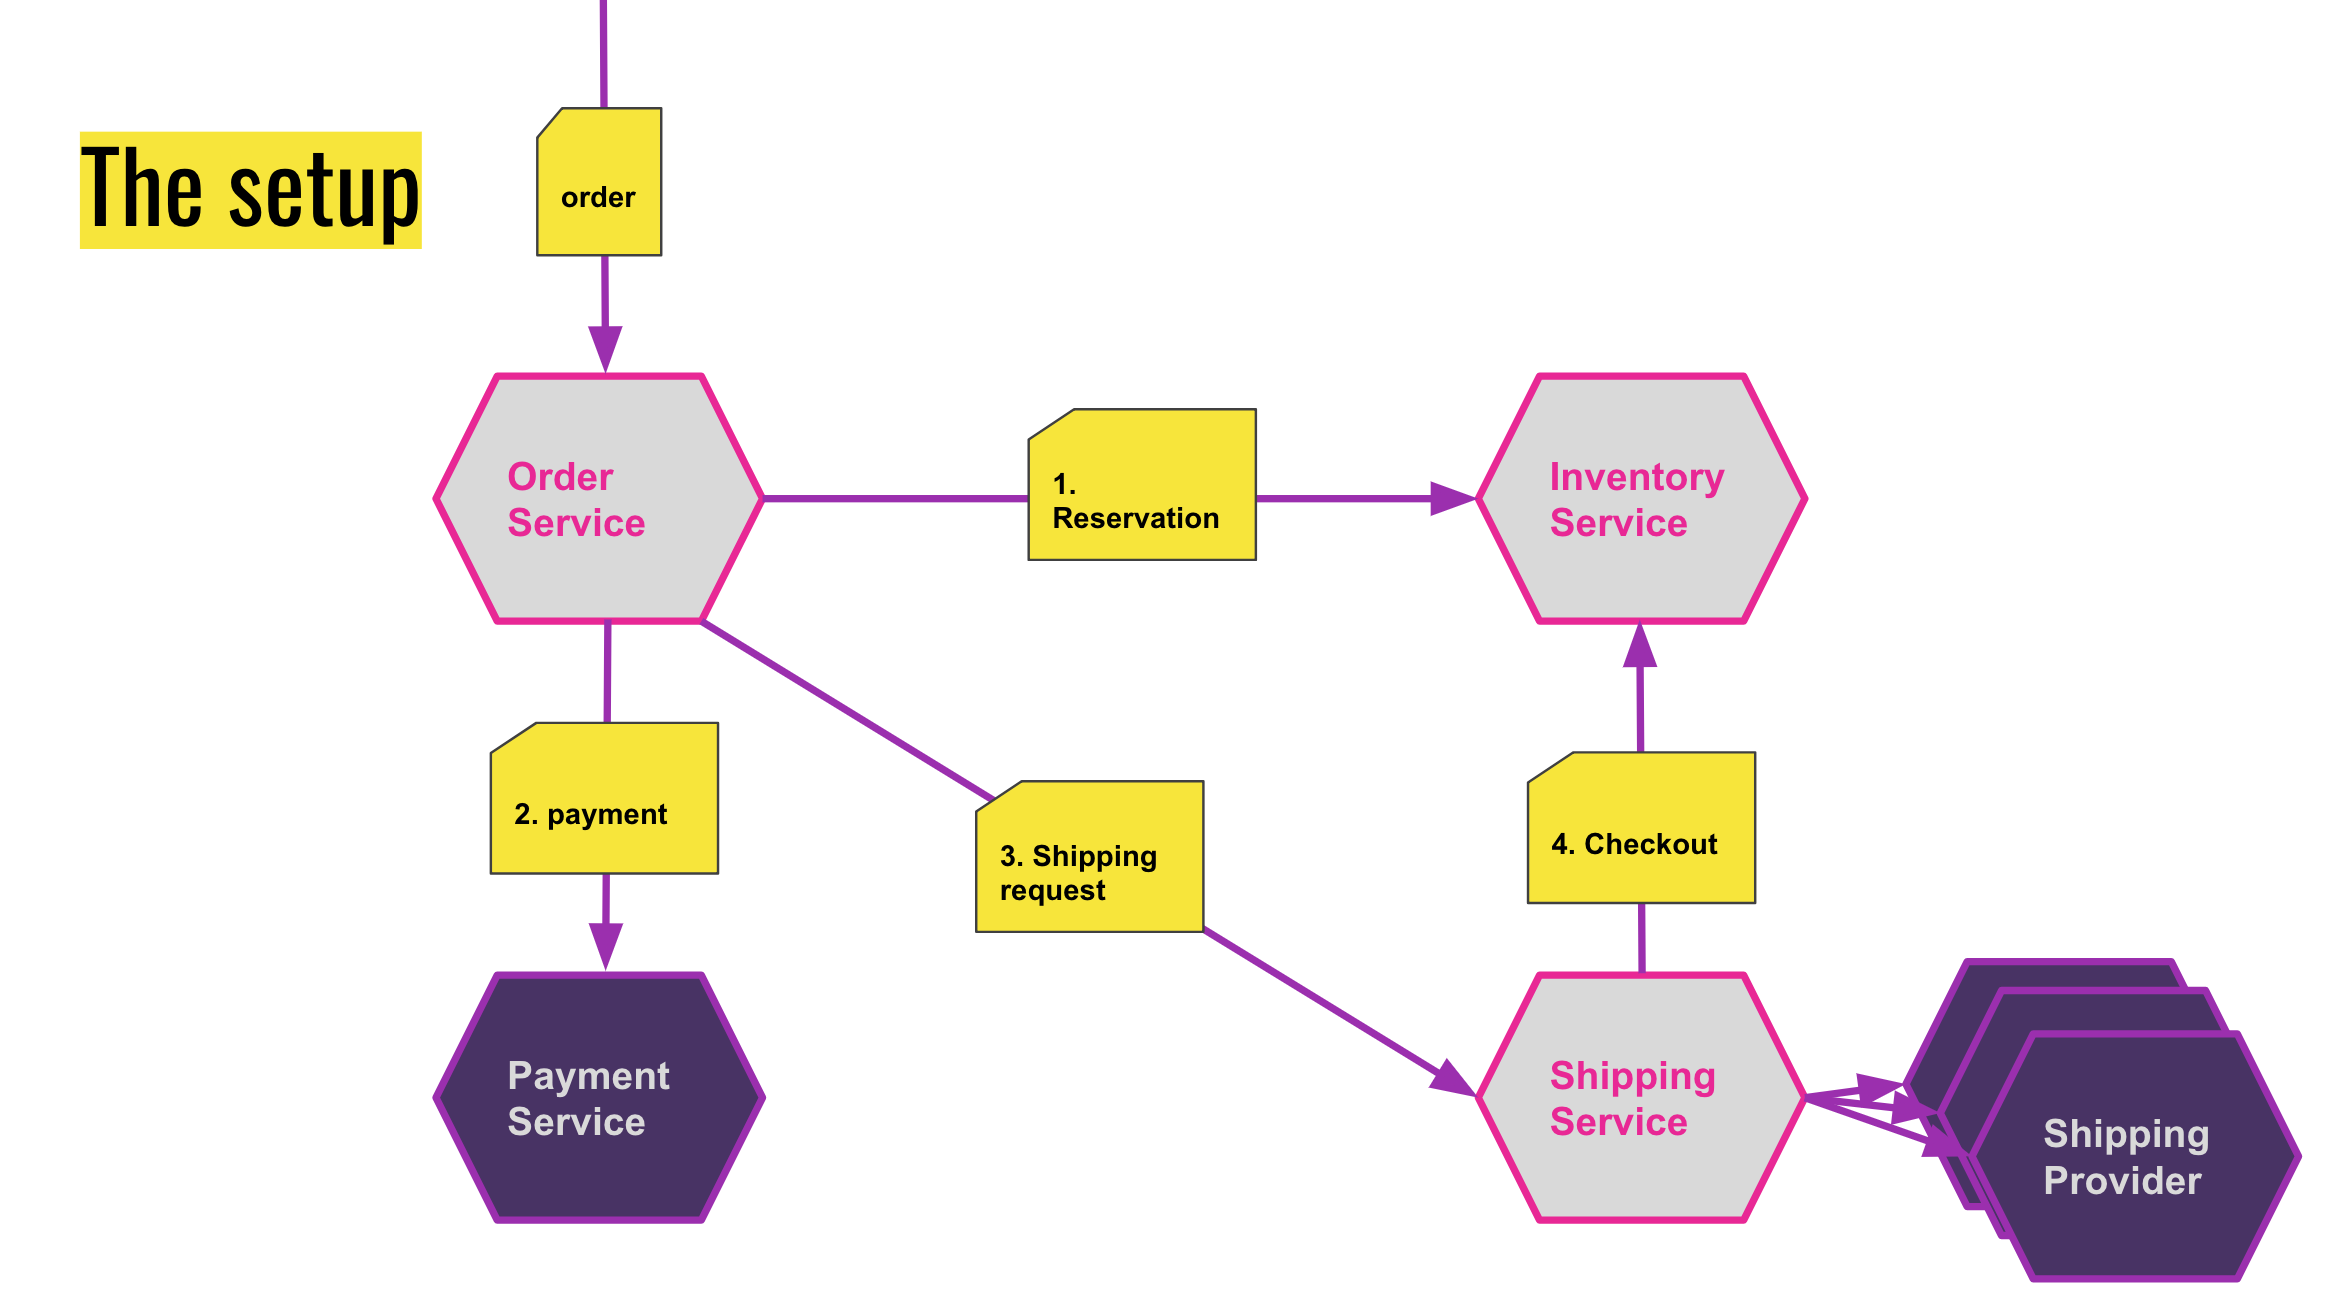 The setup
order
Order
Service
1.
Reservation
Inventory
Service
2. payment
3. Shipping
request
4. Checkout
Payment
Service
Shipping
Service
Shipping
Provider